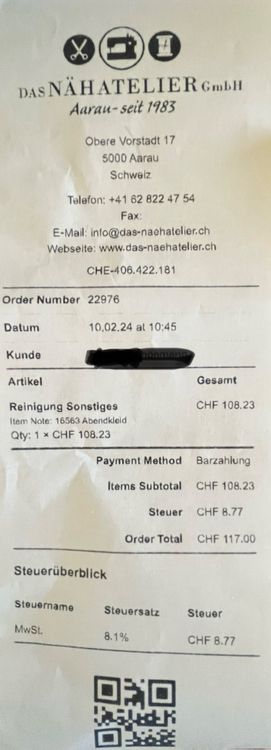 DAS NÄHATELIER GmbH
Aarau - seit 1983
Obere Vorstadt 17
5000 Aarau
Schweiz
Telefon: +41 62 822 47 54
Fax:
E-Mail: info@das-naehatelier.ch
Webseite: www.das-naehatelier.ch
CHE-406.422.181
Order Number 22976
Datum 10.02.24 at 10:45
Kunde
Artikel Gesamt
Reinigung Sonstiges CHF 108.23
Item Note: 16563 Abendkleid
Qty: 1 × CHF 108.23
Payment Method Barzahlung
Items Subtotal CHF 108.23
Steuer CHF 8.77
Order Total CHF 117.00
Steuerüberblick
Steuername Steuersatz Steuer
MwSt. 8.1% CHF 8.77